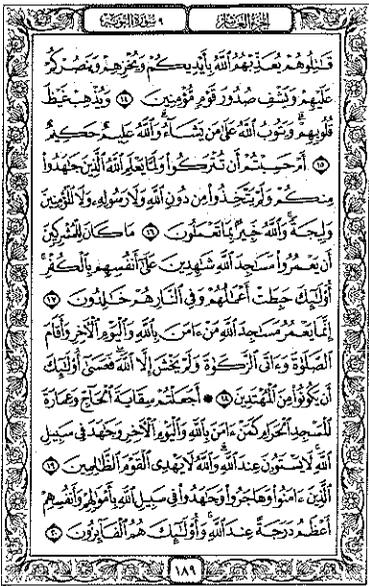 الجزء العاشر ٩ سورة التوبة
قَٰتِلُوهُمْ يُعَذِّبْهُمُ ٱللَّهُ بِأَيْدِيكُمْ وَيُخْزِهِمْ وَيَنصُرْكُمْ
عَلَيْهِمْ وَيَشْفِ صُدُورَ قَوْمٍ مُّؤْمِنِينَ ١٤ وَيُذْهِبْ غَيْظَ
قُلُوبِهِمْ وَيَتُوبُ ٱللَّهُ عَلَىٰ مَن يَشَآءُ وَٱللَّهُ عَلِيمٌ حَكِيمٌ
١٥ أَمْ حَسِبْتُمْ أَن تُتْرَكُوا۟ وَلَمَّا يَعْلَمِ ٱللَّهُ ٱلَّذِينَ جَٰهَدُوا۟
مِنكُمْ وَلَمْ يَتَّخِذُوا۟ مِن دُونِ ٱللَّهِ وَلَا رَسُولِهِۦ وَلَا ٱلْمُؤْمِنِينَ
وَلِيجَةً ۚ وَٱللَّهُ خَبِيرٌۢ بِمَا تَعْمَلُونَ ١٦ مَا كَانَ لِلْمُشْرِكِينَ
أَن يَعْمُرُوا۟ مَسَٰجِدَ ٱللَّهِ شَٰهِدِينَ عَلَىٰٓ أَنفُسِهِم بِٱلْكُفْرِ ۚ
أُو۟لَٰٓئِكَ حَبِطَتْ أَعْمَٰلُهُمْ وَفِى ٱلنَّارِ هُمْ خَٰلِدُونَ ١٧
إِنَّمَا يَعْمُرُ مَسَٰجِدَ ٱللَّهِ مَنْ ءَامَنَ بِٱللَّهِ وَٱلْيَوْمِ ٱلْءَاخِرِ وَأَقَامَ
ٱلصَّلَوٰةَ وَءَاتَى ٱلزَّكَوٰةَ وَلَمْ يَخْشَ إِلَّا ٱللَّهَ ۖ فَعَسَىٰٓ أُو۟لَٰٓئِكَ
أَن يَكُونُوا۟ مِنَ ٱلْمُهْتَدِينَ ١٨ ۞ أَجَعَلْتُمْ سِقَايَةَ ٱلْحَآجِّ وَعِمَارَةَ
ٱلْمَسْجِدِ ٱلْحَرَامِ كَمَنْ ءَامَنَ بِٱللَّهِ وَٱلْيَوْمِ ٱلْءَاخِرِ وَجَٰهَدَ فِى سَبِيلِ
ٱللَّهِ ۚ لَا يَسْتَوُۥنَ عِندَ ٱللَّهِ ۗ وَٱللَّهُ لَا يَهْدِى ٱلْقَوْمَ ٱلظَّٰلِمِينَ ١٩
ٱلَّذِينَ ءَامَنُوا۟ وَهَاجَرُوا۟ وَجَٰهَدُوا۟ فِى سَبِيلِ ٱللَّهِ بِأَمْوَٰلِهِمْ وَأَنفُسِهِمْ
أَعْظَمُ دَرَجَةً عِندَ ٱللَّهِ ۚ وَأُو۟لَٰٓئِكَ هُمُ ٱلْفَآئِزُونَ ٢٠
١٨٩